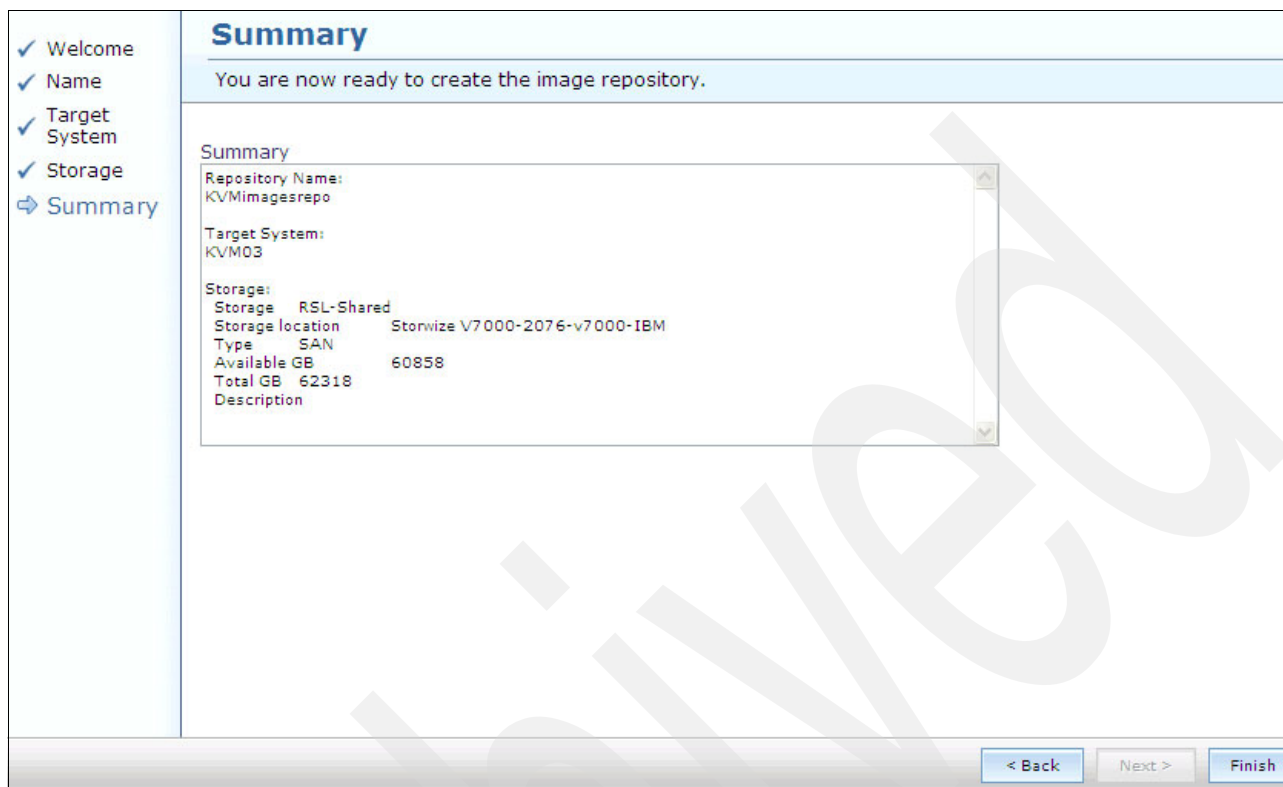 Welcome
Name
Target
System
Storage
Summary
Summary
You are now ready to create the image repository.
Summary
Repository Name:
KVMimagesrepo
Target System:
KVM03
Storage:
Storage RSL-Shared
Storage location Storwize V7000-2076-v7000-IBM
Type SAN
Available GB 60858
Total GB 62318
Description
< Back Next > Finish